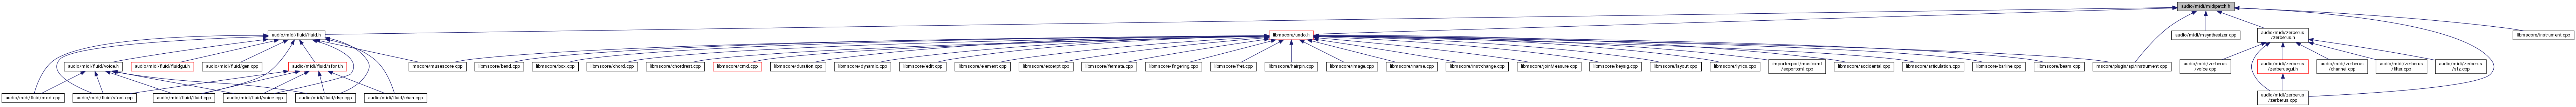 audio/midi/midipatch.h
audio/midi/fluid/fluid.h
libmscore/undo.h
audio/midi/msynthesizer.cpp
audio/midi/zerberus
/zerberus.h
libmscore/instrument.cpp
audio/midi/fluid/voice.h
audio/midi/fluid/fluidgui.h
audio/midi/fluid/gen.cpp
audio/midi/fluid/sfont.h
mscore/musescore.cpp
libmscore/bend.cpp
libmscore/box.cpp
libmscore/chord.cpp
libmscore/chordrest.cpp
libmscore/cmd.cpp
libmscore/duration.cpp
libmscore/dynamic.cpp
libmscore/edit.cpp
libmscore/element.cpp
libmscore/excerpt.cpp
libmscore/fermata.cpp
libmscore/fingering.cpp
libmscore/fret.cpp
libmscore/hairpin.cpp
libmscore/image.cpp
libmscore/iname.cpp
libmscore/instrchange.cpp
libmscore/joinMeasure.cpp
libmscore/keysig.cpp
libmscore/layout.cpp
libmscore/lyrics.cpp
importexport/musicxml
/exportxml.cpp
libmscore/accidental.cpp
libmscore/articulation.cpp
libmscore/barline.cpp
libmscore/beam.cpp
mscore/plugin/api/instrument.cpp
audio/midi/zerberus
/voice.cpp
audio/midi/zerberus
/zerberusgui.h
audio/midi/zerberus
/channel.cpp
audio/midi/zerberus
/filter.cpp
audio/midi/zerberus
/sfz.cpp
audio/midi/fluid/mod.cpp
audio/midi/fluid/sfont.cpp
audio/midi/fluid/fluid.cpp
audio/midi/fluid/voice.cpp
audio/midi/fluid/dsp.cpp
audio/midi/fluid/chan.cpp
audio/midi/zerberus
/zerberus.cpp